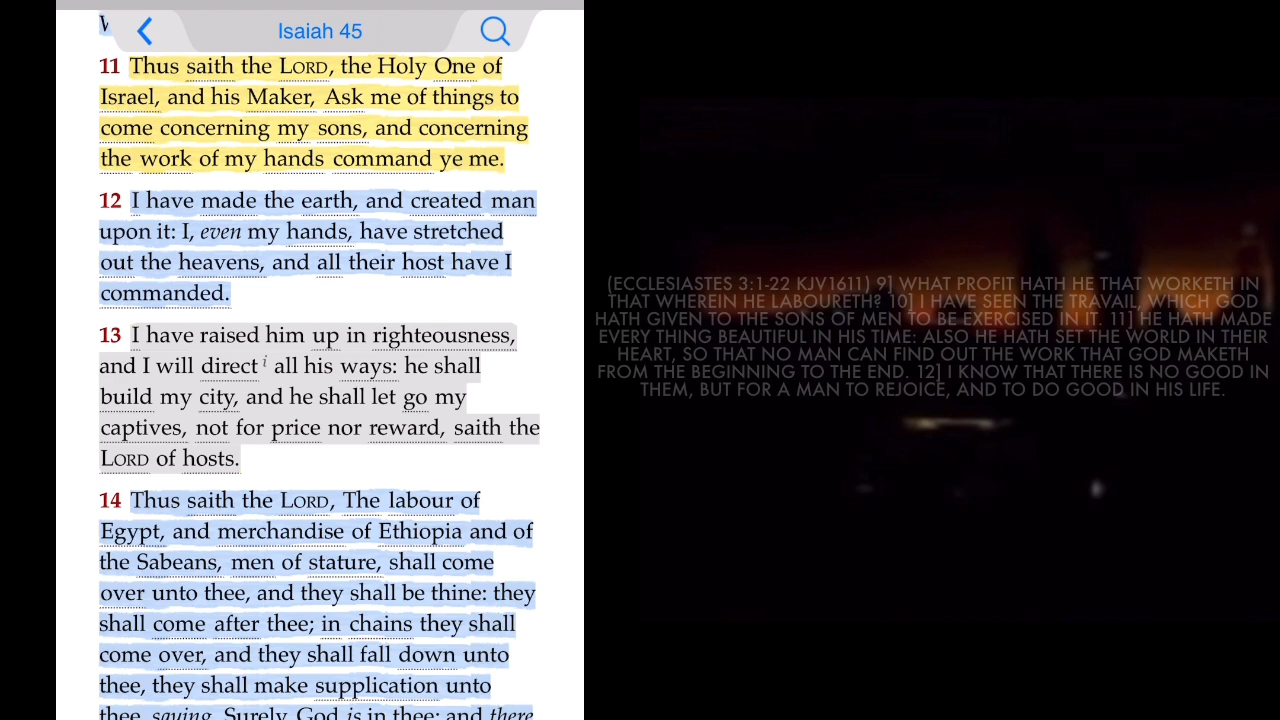 Isaiah 45
11 Thus saith the LORD, the Holy One of
Israel, and his Maker, Ask me of things to
come concerning my sons, and concerning
the work of my hands command ye me.
12 I have made the earth, and created man
upon it: I, even my hands, have stretched
out the heavens, and all their host have I
commanded.
13 I have raised him up in righteousness,
and I will direct i all his ways: he shall
build my city, and he shall let go my
captives, not for price nor reward, saith the
LORD of hosts.
14 Thus saith the LORD, The labour of
Egypt, and merchandise of Ethiopia and of
the Sabeans, men of stature, shall come
over unto thee, and they shall be thine: they
shall come after thee; in chains they shall
come over, and they shall fall down unto
thee, they shall make supplication unto
thee, saying, Surely God is in thee; and there
(ECCLESIASTES 3:1-22 KJV1611) 9] WHAT PROFIT HATH HE THAT WORKETH IN
THAT WHEREIN HE LABOURETH? 10] I HAVE SEEN THE TRAVAIL, WHICH GOD
HATH GIVEN TO THE SONS OF MEN TO BE EXERCISED IN IT. 11] HE HATH MADE
EVERY THING BEAUTIFUL IN HIS TIME: ALSO HE HATH SET THE WORLD IN THEIR
HEART, SO THAT NO MAN CAN FIND OUT THE WORK THAT GOD MAKETH
FROM THE BEGINNING TO THE END. 12] I KNOW THAT THERE IS NO GOOD IN
THEM, BUT FOR A MAN TO REJOICE, AND TO DO GOOD IN HIS LIFE.